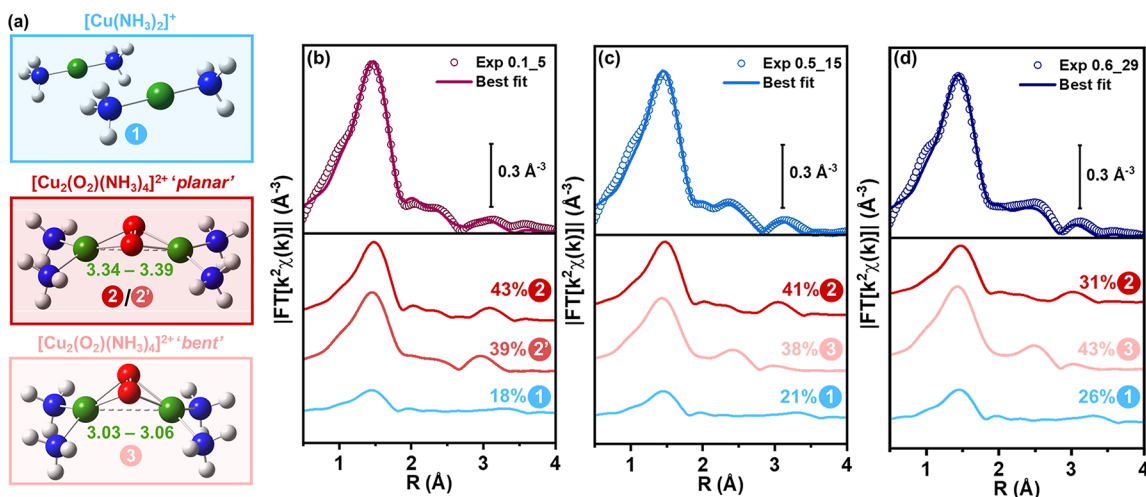 (a)
[Cu(NH₃)₂]⁺
1
[Cu₂(O₂)(NH₃)₄]²⁺ 'planar'
3.34 – 3.39
2/2'
[Cu₂(O₂)(NH₃)₄]²⁺ 'bent'
3.03 – 3.06
3
(b)
Exp 0.1_5
Best fit
0.3 Å⁻³
|FT[k²χ(k)]| (Å⁻³)
43% 2
39% 2'
18% 1
1 2 3 4
R (Å)
(c)
Exp 0.5_15
Best fit
0.3 Å⁻³
|FT[k²χ(k)]| (Å⁻³)
41% 2
38% 3
21% 1
1 2 3 4
R (Å)
(d)
Exp 0.6_29
Best fit
0.3 Å⁻³
|FT[k²χ(k)]| (Å⁻³)
31% 2
43% 3
26% 1
1 2 3 4
R (Å)